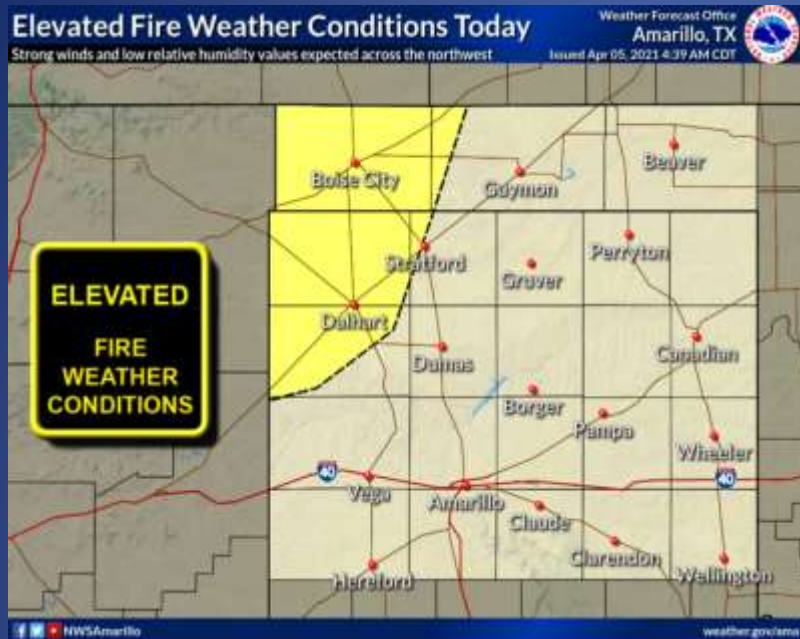 Elevated Fire Weather Conditions Today
Strong winds and low relative humidity values expected across the northwest
Weather Forecast Office
Amarillo, TX
Issued Apr 05, 2021 4:39 AM CDT
Boise City
Guymon
Beaver
Stratford
Gruver
Perryton
ELEVATED
FIRE
WEATHER
CONDITIONS
Dalhart
Dumas
Canadian
Borger
Pampa
Wheeler
40
Vega
Amarillo
40
Claude
Clarendon
Hereford
Wellington
NWSAmarillo
weather.gov/ama